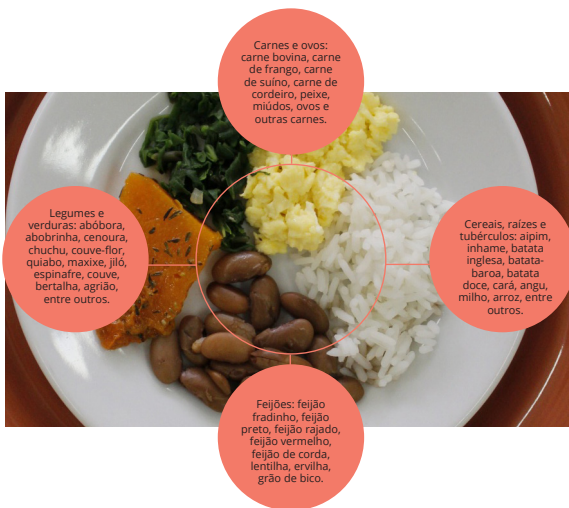 Carnes e ovos:
carne bovina, carne
de frango, carne
de suíno, carne de
cordeiro, peixe,
miúdos, ovos e
outras carnes.
Legumes e
verduras: abóbora,
abobrinha, cenoura,
chuchu, couve-flor,
quiabo, maxixe, jiló,
espinafre, couve,
bertalha, agrião,
entre outros.
Cereais, raízes e
tubérculos: aipim,
inhame, batata
inglesa, batata-
baroa, batata
doce, cará, angu,
milho, arroz, entre
outros.
Feijões: feijão
fradinho, feijão
preto, feijão rajado,
feijão vermelho,
feijão de corda,
lentilha, ervilha,
grão de bico.